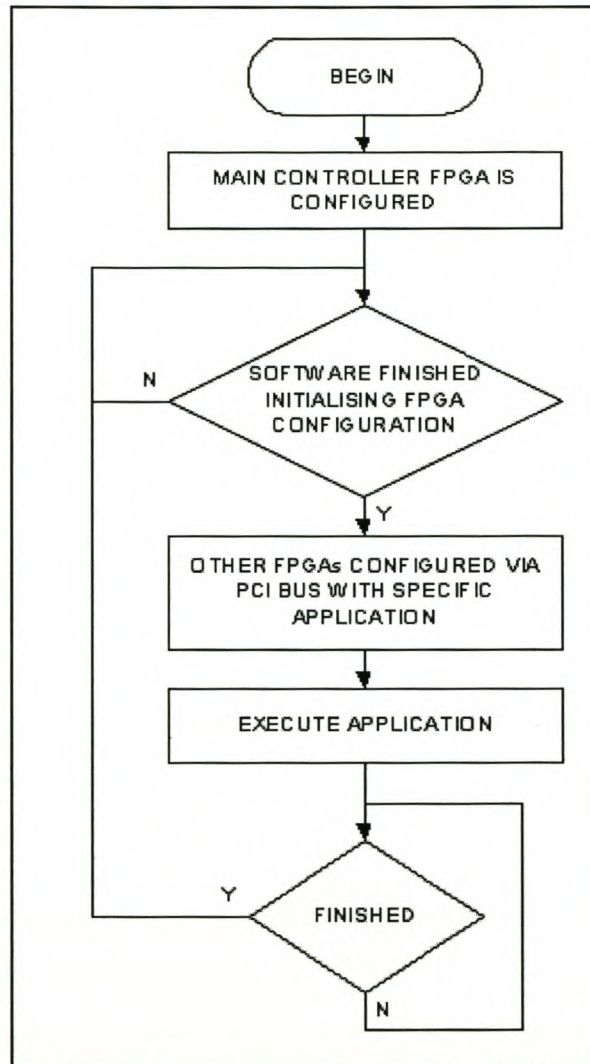 BEGIN
MAIN CONTROLLER FPGA IS
CONFIGURED
N
SOFTWARE FINISHED
INITIALISING FPGA
CONFIGURATION
Y
OTHER FPGAs CONFIGURED VIA
PCI BUS WITH SPECIFIC
APPLICATION
EXECUTE APPLICATION
Y
FINISHED
N